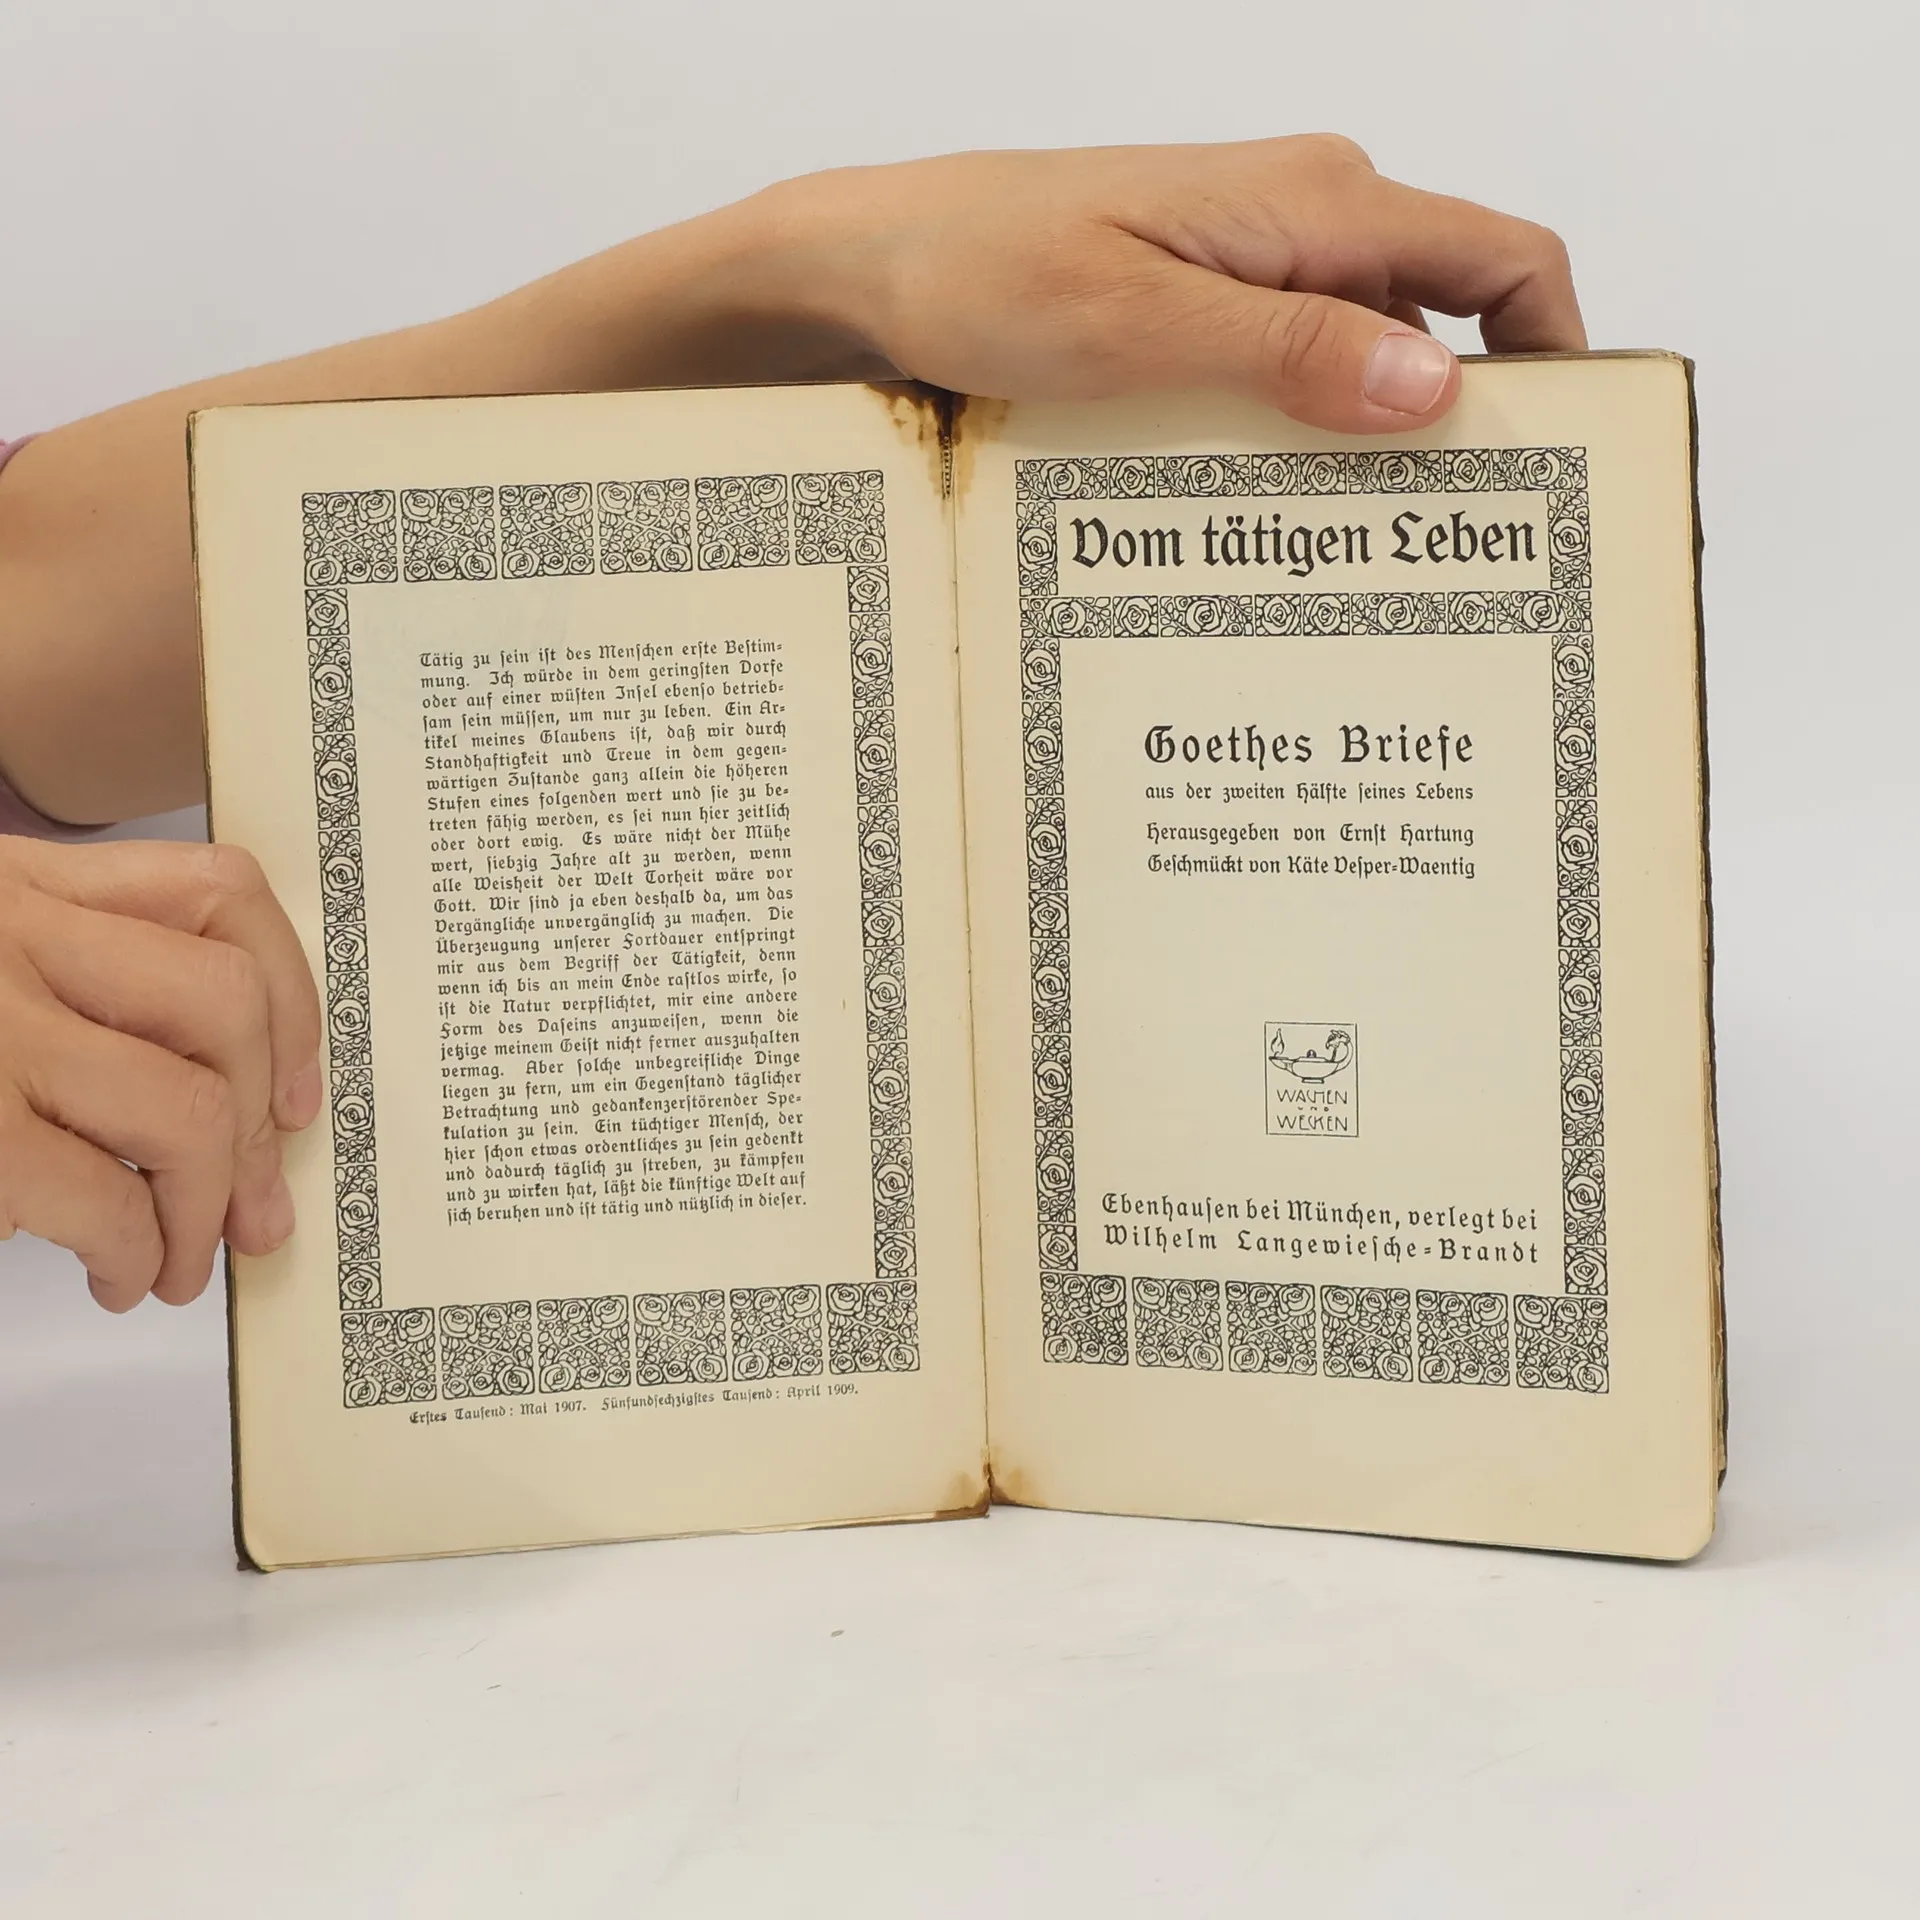 Tätig zu ſein iſt des Menſchen erſte Beſtim⸗
mung. Ich würde in dem geringſten Dorfe
oder auf einer wüſten Inſel ebenſo betrieb⸗
ſam ſein müſſen, um nur zu leben. Ein Ar⸗
tikel meines Glaubens iſt, daß wir durch
Standhaftigkeit und Treue in dem gegen⸗
wärtigen Zuſtande ganz allein die höheren
Stufen eines folgenden wert und ſie zu be⸗
treten fähig werden, es ſei nun hier zeitlich
oder dort ewig. Es wäre nicht der Mühe
wert, ſiebzig Jahre alt zu werden, wenn
alle Weisheit der Welt Torheit wäre vor
Gott. Wir ſind ja eben deshalb da, um das
Vergängliche unvergänglich zu machen. Die
Überzeugung unſerer Fortdauer entſpringt
mir aus dem Begriff der Tätigkeit, denn
wenn ich bis an mein Ende raſtlos wirke, ſo
iſt die Natur verpflichtet, mir eine andere
Form des Daſeins anzuweiſen, wenn die
jetzige meinem Geiſt nicht ferner auszuhalten
vermag. Aber ſolche unbegreifliche Dinge
liegen zu fern, um ein Gegenſtand täglicher
Betrachtung und gedankenzerſtörender Spe⸗
kulation zu ſein. Ein tüchtiger Menſch, der
hier ſchon etwas ordentliches zu ſein gedenkt
und dadurch täglich zu ſtreben, zu kämpfen
und zu wirken hat, läßt die künftige Welt auf
ſich beruhen und iſt tätig und nützlich in dieſer.
Erſtes Tauſend: Mai 1907. Fünfundſechzigſtes Tauſend: April 1909.
Vom tätigen Leben
Goethes Briefe
aus der zweiten Hälfte ſeines Lebens
Herausgegeben von Ernſt Hartung
Geſchmückt von Käte Veſper⸗Waentig
WACHEN
UND
WECKEN
Ebenhauſen bei München, verlegt bei
Wilhelm Langewieſche⸗Brandt